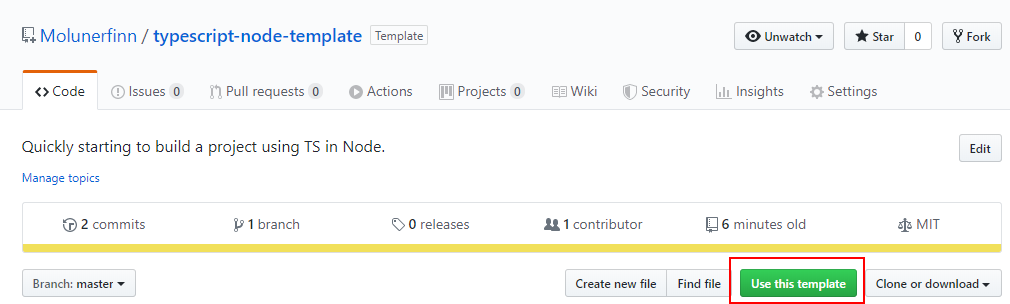 Molunerfinn / typescript-node-template Template Unwatch Star 0 Fork
Code Issues 0 Pull requests 0 Actions Projects 0 Wiki Security Insights Settings
Quickly starting to build a project using TS in Node. Edit
Manage topics
2 commits 1 branch 0 releases 1 contributor 6 minutes old MIT
Branch: master Create new file Find file Use this template Clone or download